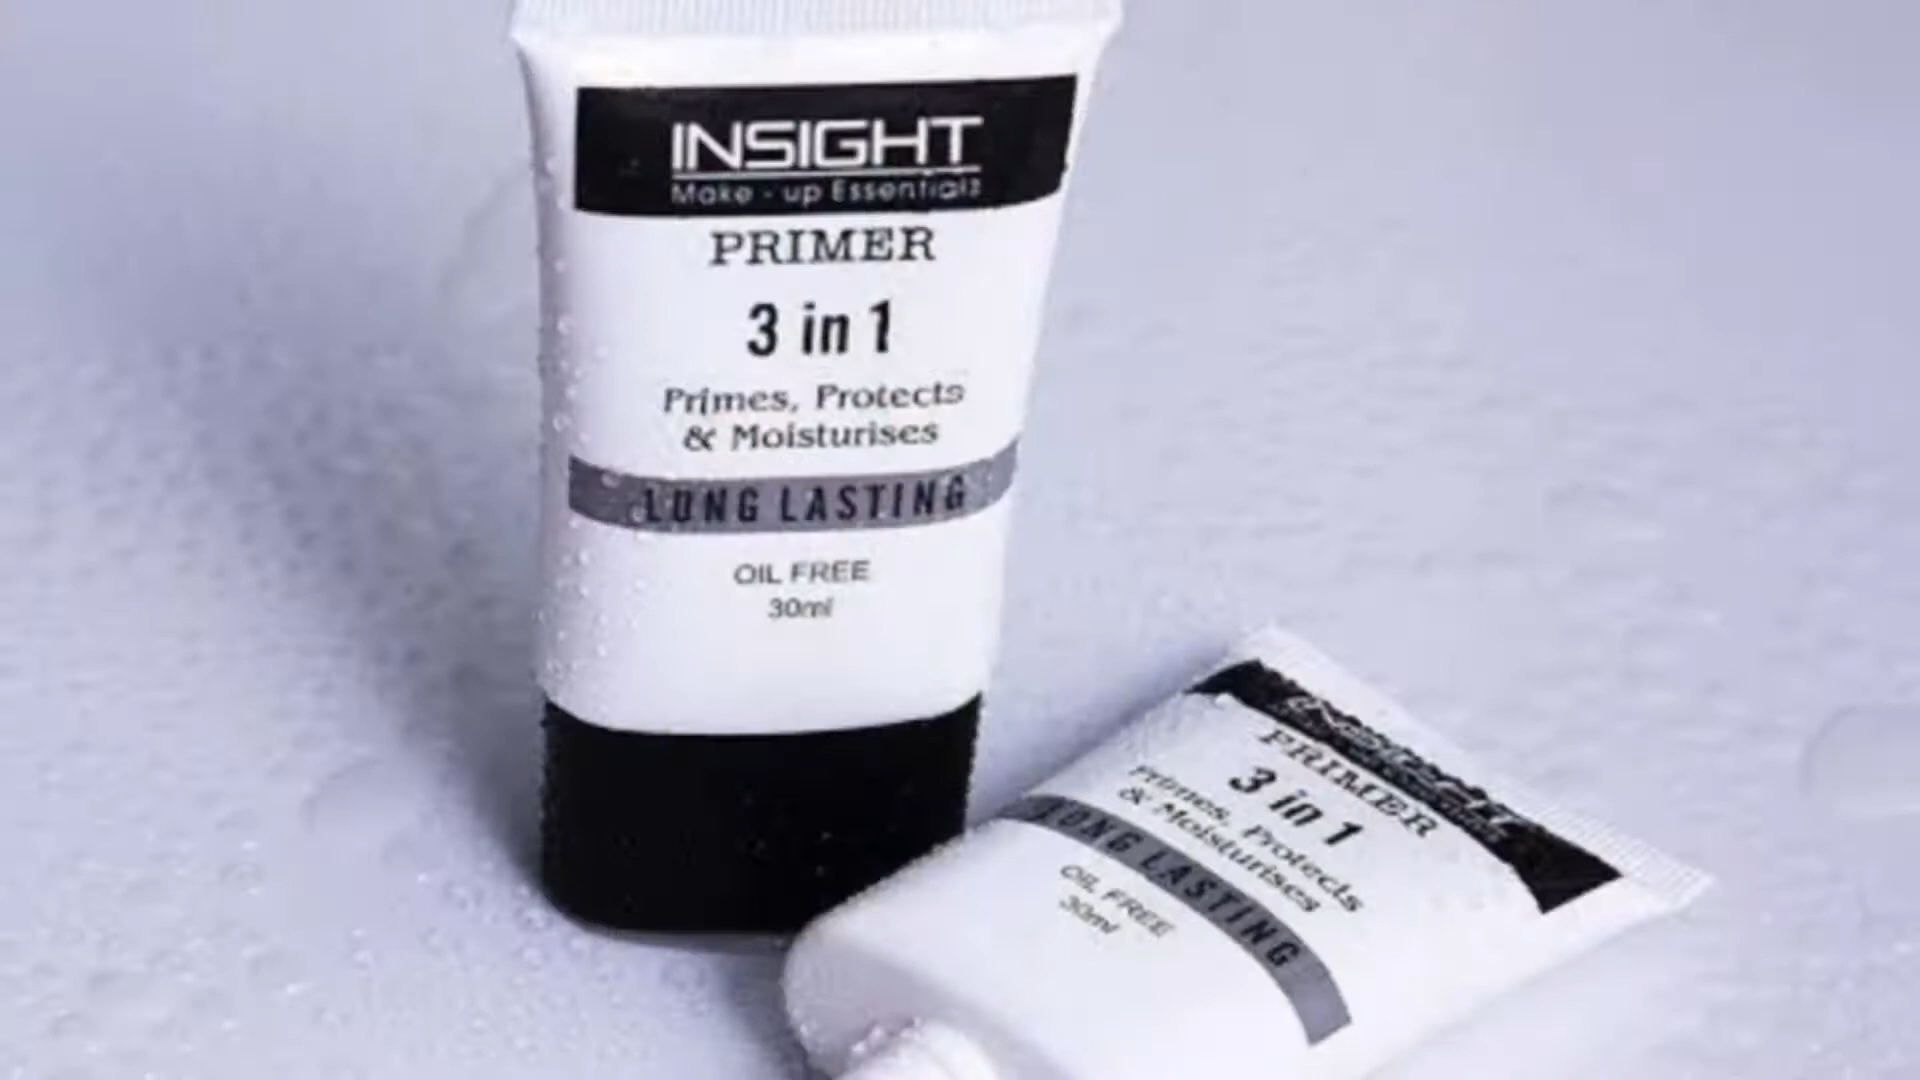 INSIGHT
Make - up Essentials
PRIMER
3 in 1
Primes, Protects
& Moisturises
LONG LASTING
OIL FREE
30ml
PRIMER
3 in 1
Primes, Protects
& Moisturises
LONG LASTING
OIL FREE
30ml